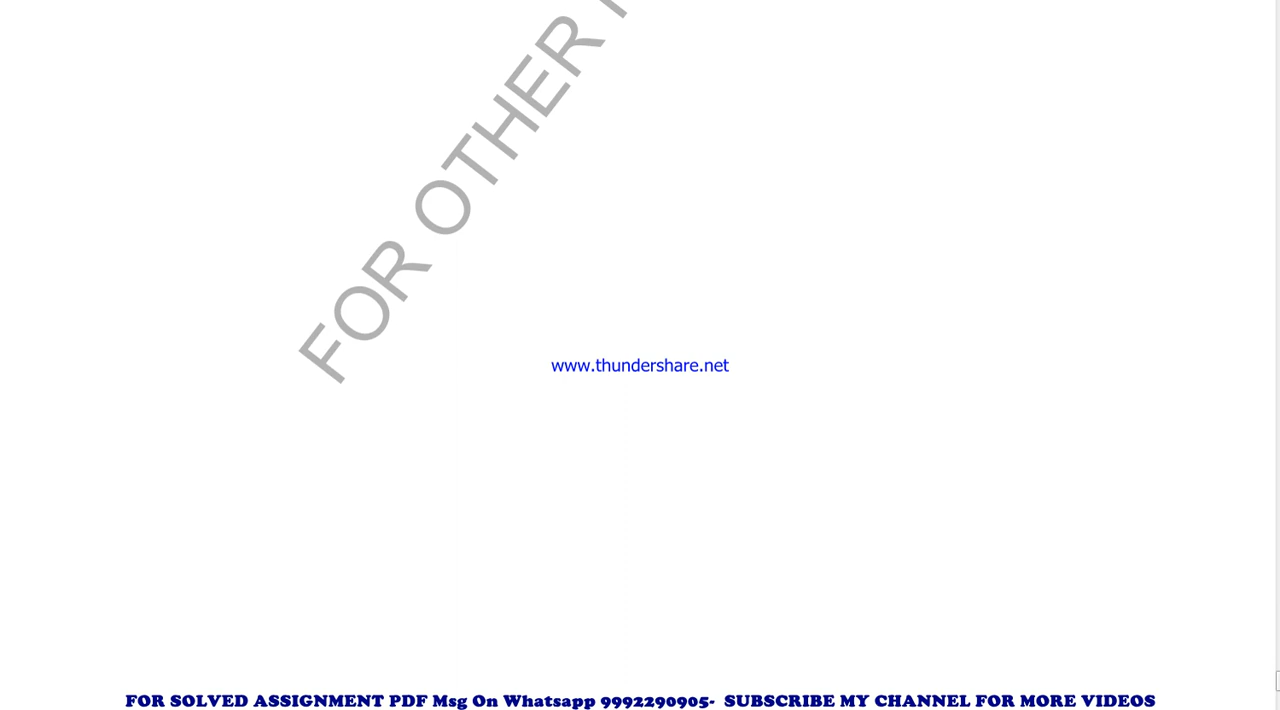 FOR OTHER
www.thundershare.net
FOR SOLVED ASSIGNMENT PDF Msg On Whatsapp 9992290905- SUBSCRIBE MY CHANNEL FOR MORE VIDEOS